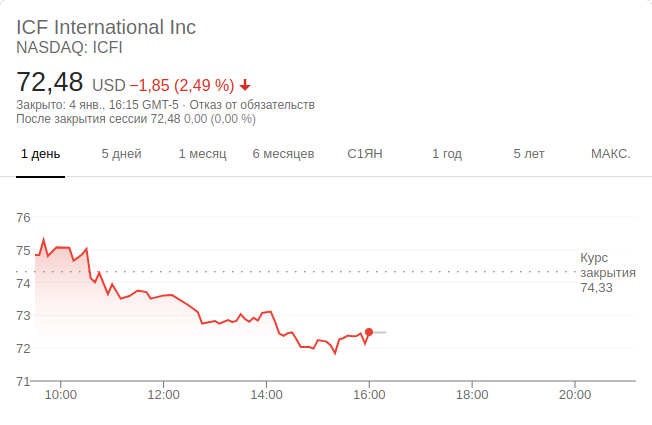 ICF International Inc
NASDAQ: ICFI
72,48 USD −1,85 (2,49 %)
Закрыто: 4 янв., 16:15 GMT-5 · Отказ от обязательств
После закрытия сессии 72,48 0,00 (0,00 %)
1 день 5 дней 1 месяц 6 месяцев С1ЯН 1 год 5 лет МАКС.
76
75
74
73
72
71
Курс
закрытия
74,33
10:00 12:00 14:00 16:00 18:00 20:00